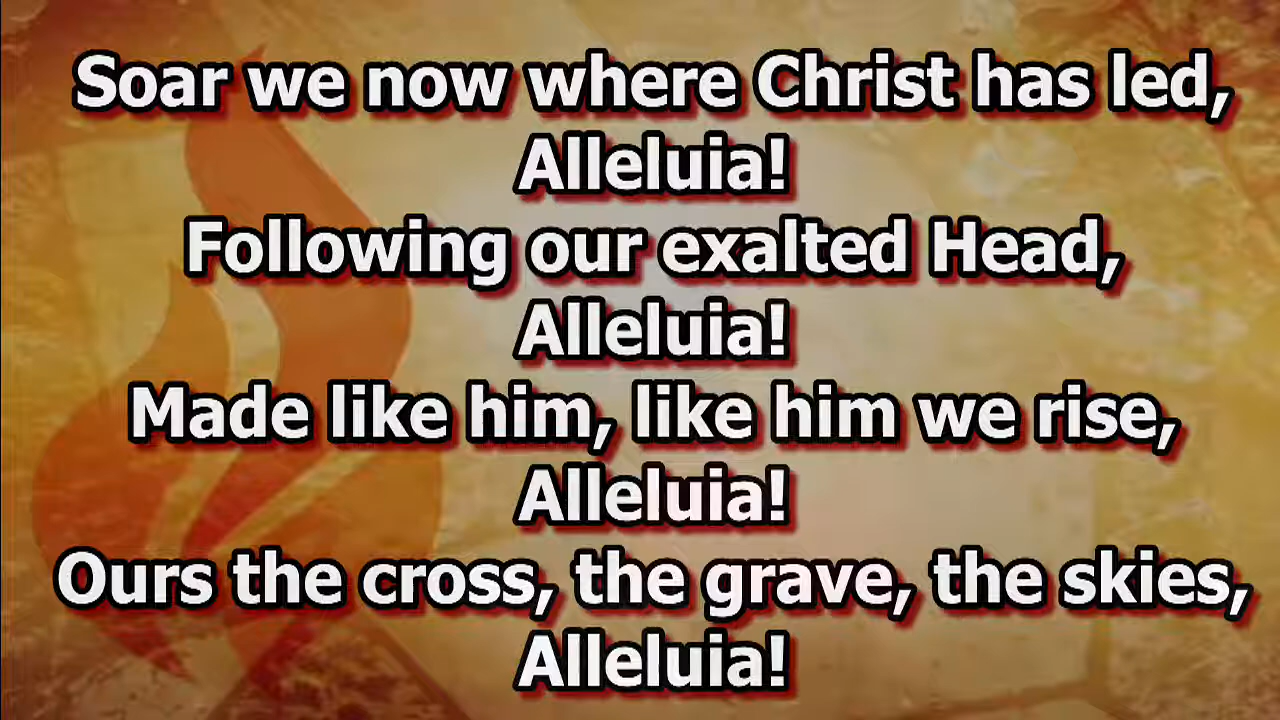 Soar we now where Christ has led,
Alleluia!
Following our exalted Head,
Alleluia!
Made like him, like him we rise,
Alleluia!
Ours the cross, the grave, the skies,
Alleluia!